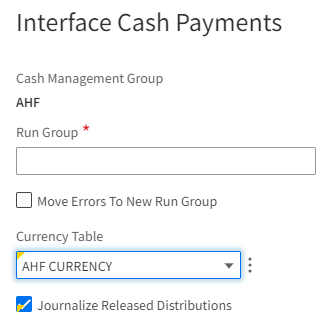 Interface Cash Payments
Cash Management Group
AHF
Run Group *
Move Errors To New Run Group
Currency Table
AHF CURRENCY
Journalize Released Distributions